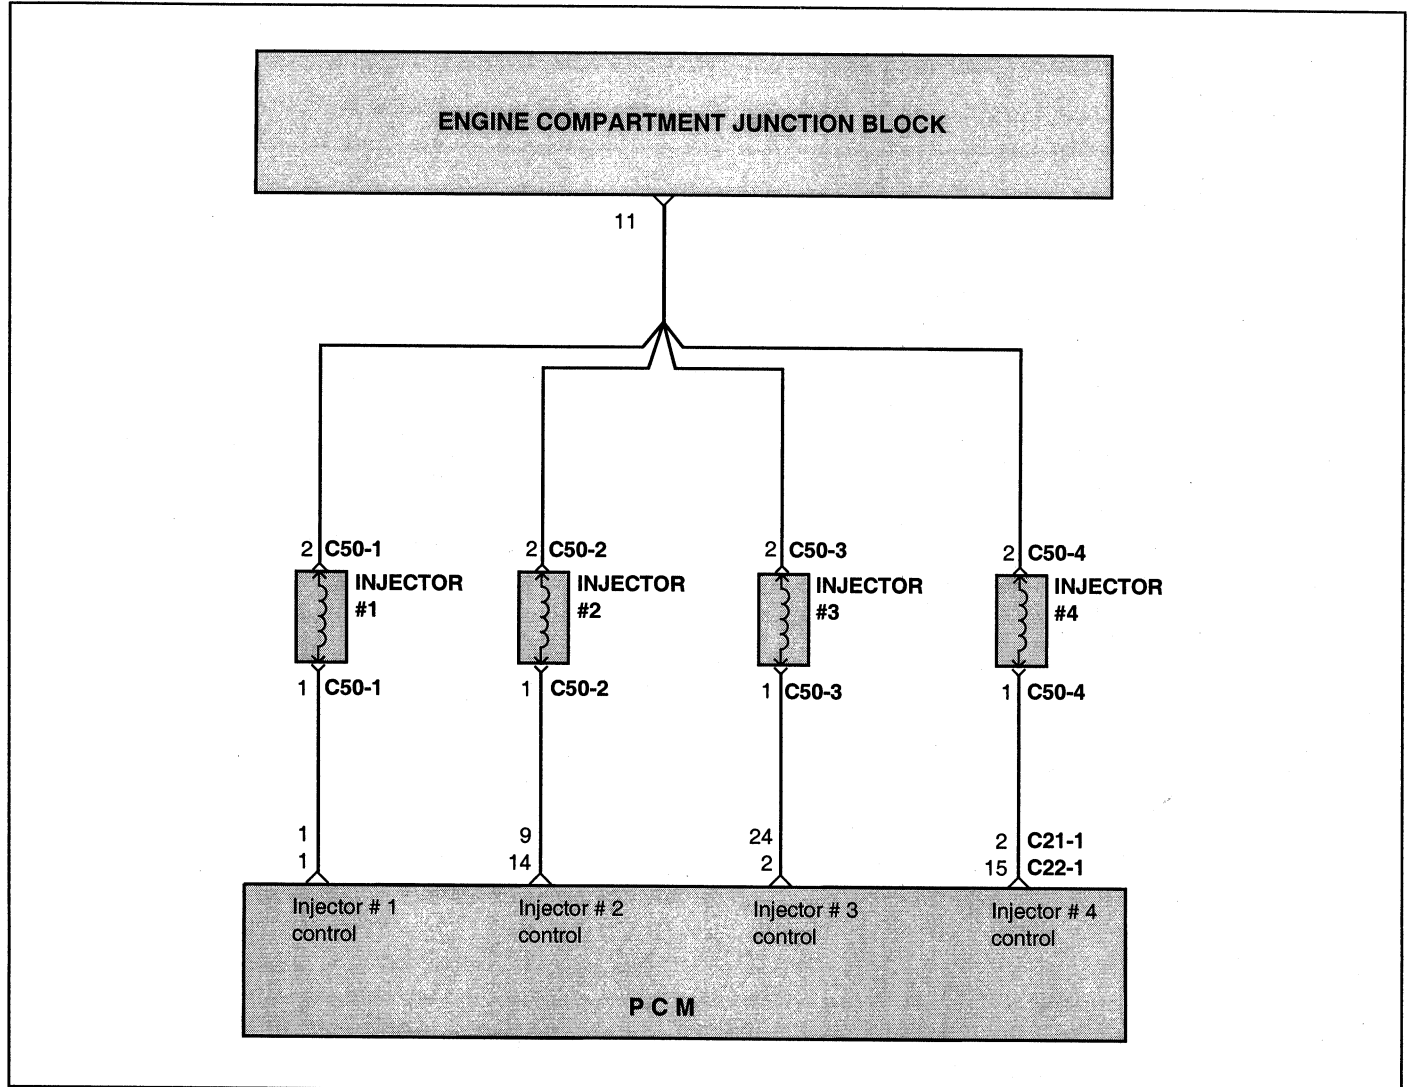 ENGINE COMPARTMENT JUNCTION BLOCK
11
2 C50-1
2 C50-2
2 C50-3
2 C50-4
INJECTOR
#1
INJECTOR
#2
INJECTOR
#3
INJECTOR
#4
1 C50-1
1 C50-2
1 C50-3
1 C50-4
1
9
24
2 C21-1
1
14
2
15 C22-1
Injector # 1
control
Injector # 2
control
Injector # 3
control
Injector # 4
control
P C M